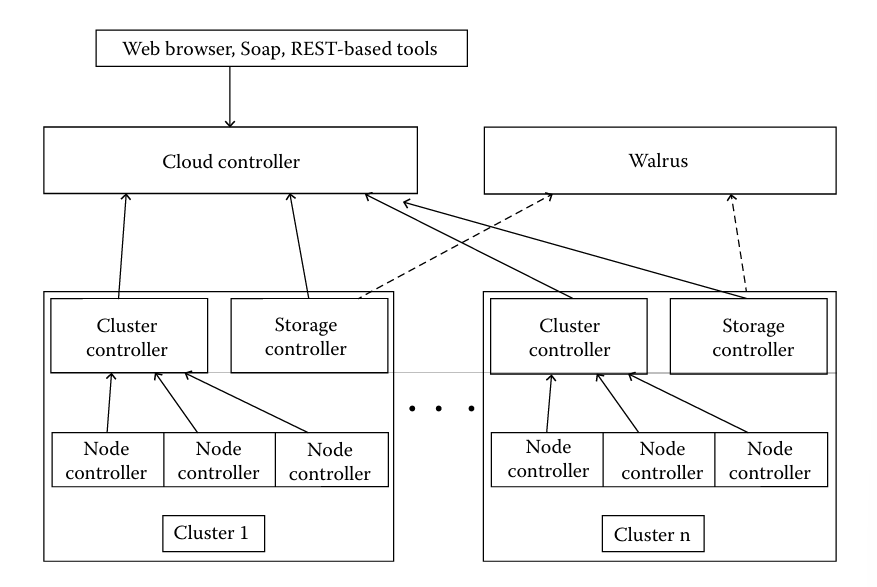 Web browser, Soap, REST-based tools
Cloud controller
Walrus
Cluster
controller
Storage
controller
Cluster
controller
Storage
controller
Node
controller
Node
controller
Node
controller
Node
controller
Node
controller
Node
controller
Cluster 1
Cluster n